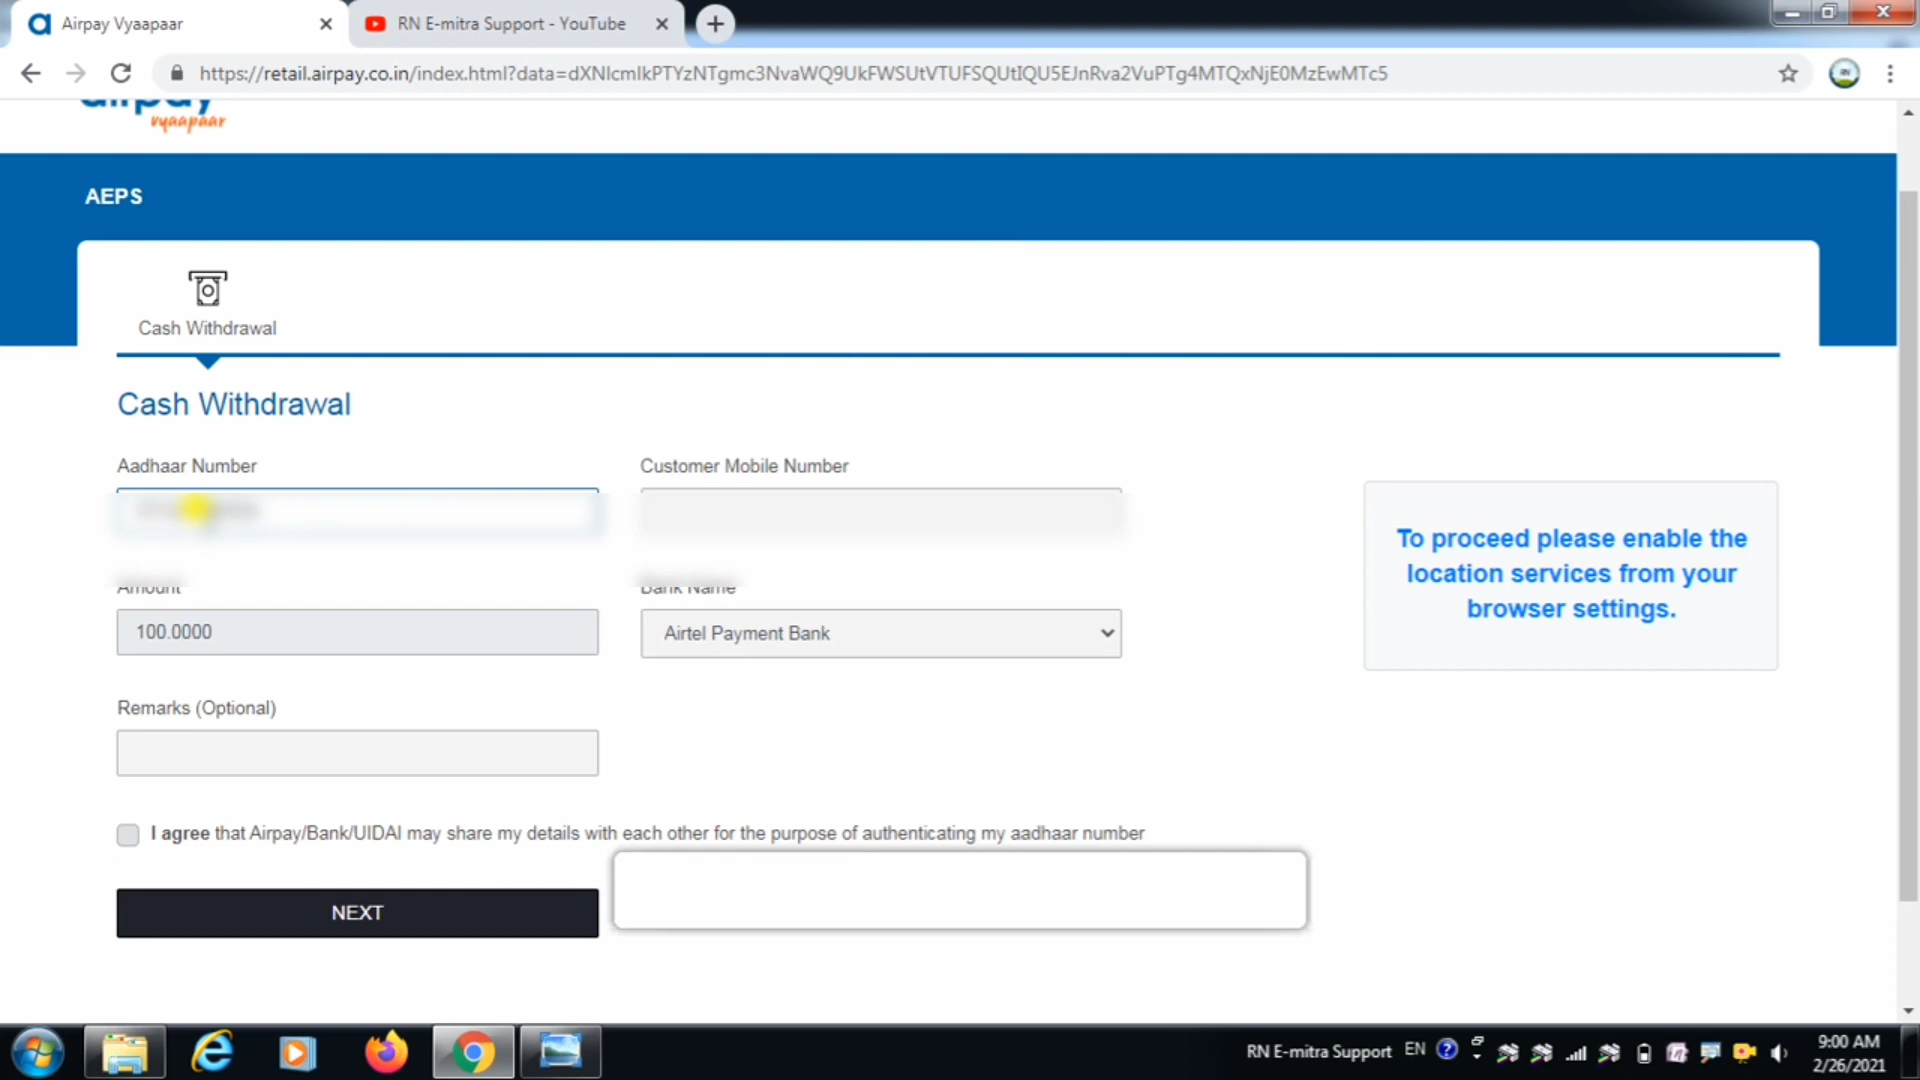 Airpay Vyaapaar
RN E-mitra Support - YouTube
https://retail.airpay.co.in/index.html?data=dXNlcmlkPTYzNTgmc3NvaWQ9UkFWSUtVTUFSQUtIQU5EJnRva2VuPTg4MTQxNjE0MzEwMTc5
airpay
vyaapaar
AEPS
Cash Withdrawal
Cash Withdrawal
Aadhaar Number
Customer Mobile Number
To proceed please enable the
location services from your
browser settings.
Amount
Bank Name
100.0000
Airtel Payment Bank
Remarks (Optional)
I agree that Airpay/Bank/UIDAI may share my details with each other for the purpose of authenticating my aadhaar number
NEXT
RN E-mitra Support
EN
9:00 AM
2/26/2021